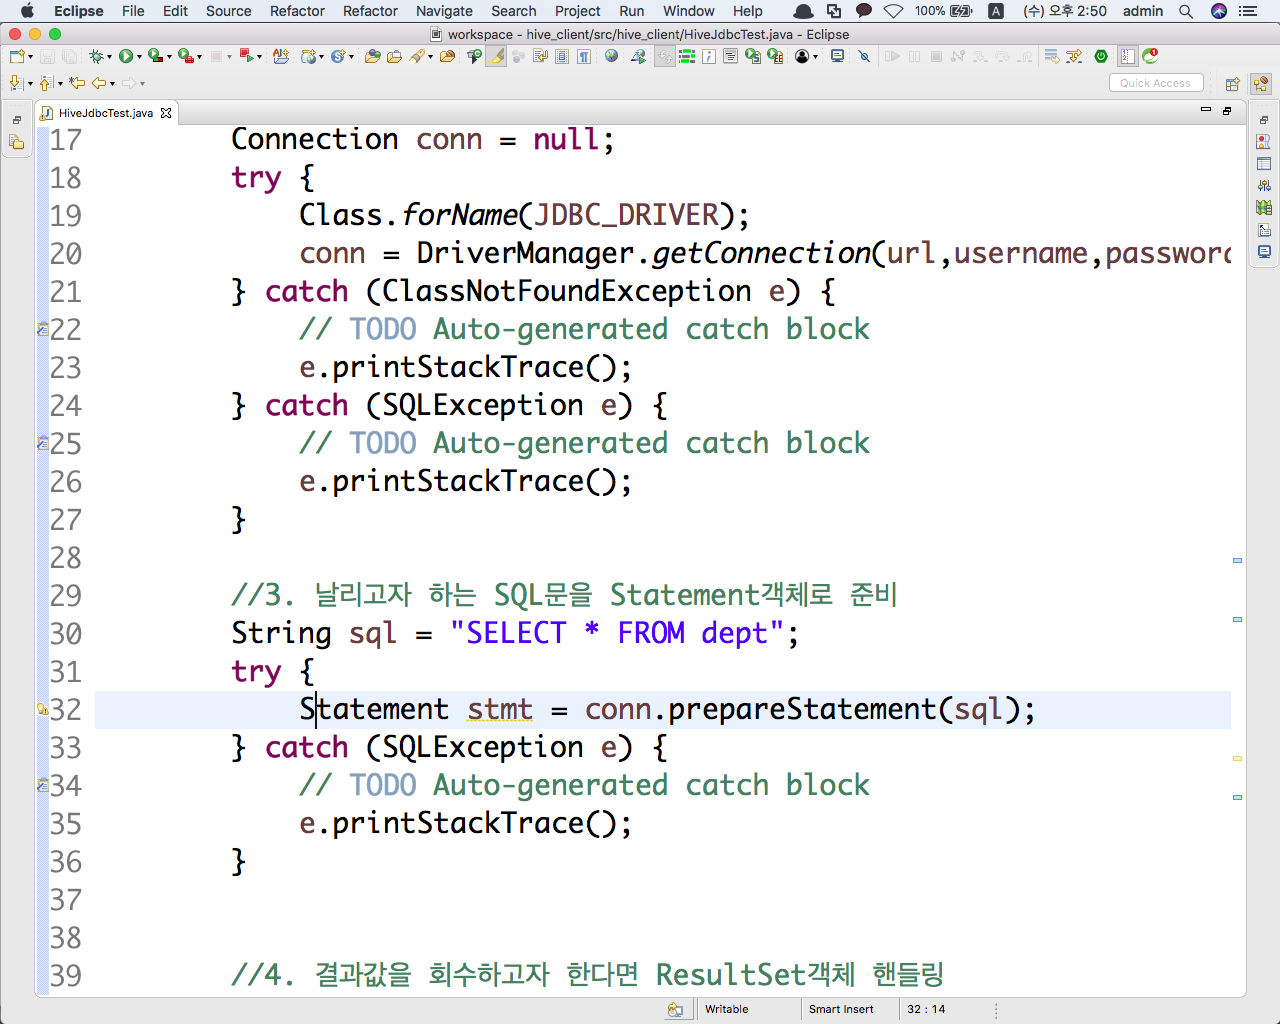 Eclipse File Edit Source Refactor Refactor Navigate Search Project Run Window Help 100% A (수) 오후 2:50 admin
workspace - hive_client/src/hive_client/HiveJdbcTest.java - Eclipse
Quick Access
HiveJdbcTest.java
17 Connection conn = null;
18 try {
19 Class.forName(JDBC_DRIVER);
20 conn = DriverManager.getConnection(url,username,password
21 } catch (ClassNotFoundException e) {
22 // TODO Auto-generated catch block
23 e.printStackTrace();
24 } catch (SQLException e) {
25 // TODO Auto-generated catch block
26 e.printStackTrace();
27 }
28
29 //3. 날리고자 하는 SQL문을 Statement객체로 준비
30 String sql = "SELECT * FROM dept";
31 try {
32 Statement stmt = conn.prepareStatement(sql);
33 } catch (SQLException e) {
34 // TODO Auto-generated catch block
35 e.printStackTrace();
36 }
37
38
39 //4. 결과값을 회수하고자 한다면 ResultSet객체 핸들링
Writable Smart Insert 32 : 14